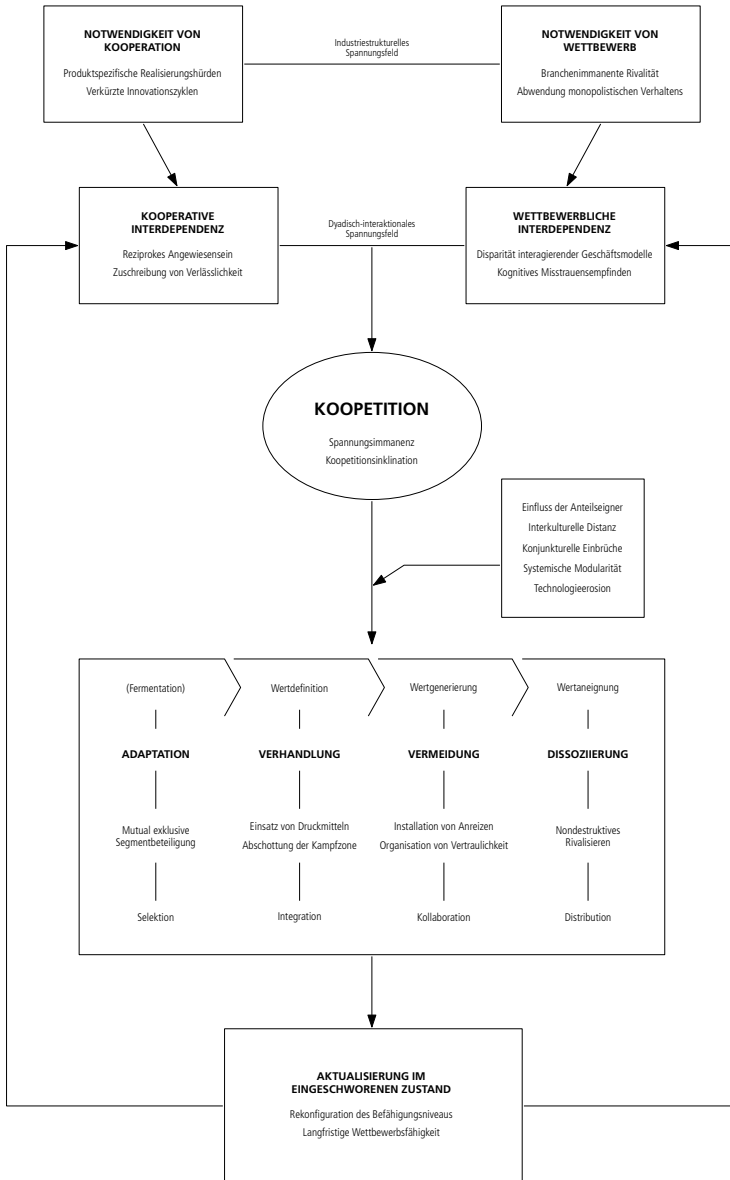 NOTWENDIGKEIT VON
KOOPERATION
Produktspezifische Realisierungshürden
Verkürzte Innovationszyklen
Industriestrukturelles
Spannungsfeld
NOTWENDIGKEIT VON
WETTBEWERB
Branchenimmanente Rivalität
Abwendung monopolistischen Verhaltens
KOOPERATIVE
INTERDEPENDENZ
Reziprokes Angewiesensein
Zuschreibung von Verlässlichkeit
Dyadisch-interaktionales
Spannungsfeld
WETTBEWERBLICHE
INTERDEPENDENZ
Disparität interagierender Geschäftsmodelle
Kognitives Misstrauensempfinden
KOOPETITION
Spannungsimmanenz
Koopetitionsinklination
Einfluss der Anteilseigner
Interkulturelle Distanz
Konjunkturelle Einbrüche
Systemische Modularität
Technologieerosion
(Fermentation)
ADAPTATION
Mutual exklusive
Segmentbeteiligung
Selektion
Wertdefinition
VERHANDLUNG
Einsatz von Druckmitteln
Abschottung der Kampfzone
Integration
Wertgenerierung
VERMEIDUNG
Installation von Anreizen
Organisation von Vertraulichkeit
Kollaboration
Wertaneignung
DISSOZIIERUNG
Nondestruktives
Rivalisieren
Distribution
AKTUALISIERUNG IM
EINGESCHWORENEN ZUSTAND
Rekonfiguration des Befähigungsniveaus
Langfristige Wettbewerbsfähigkeit